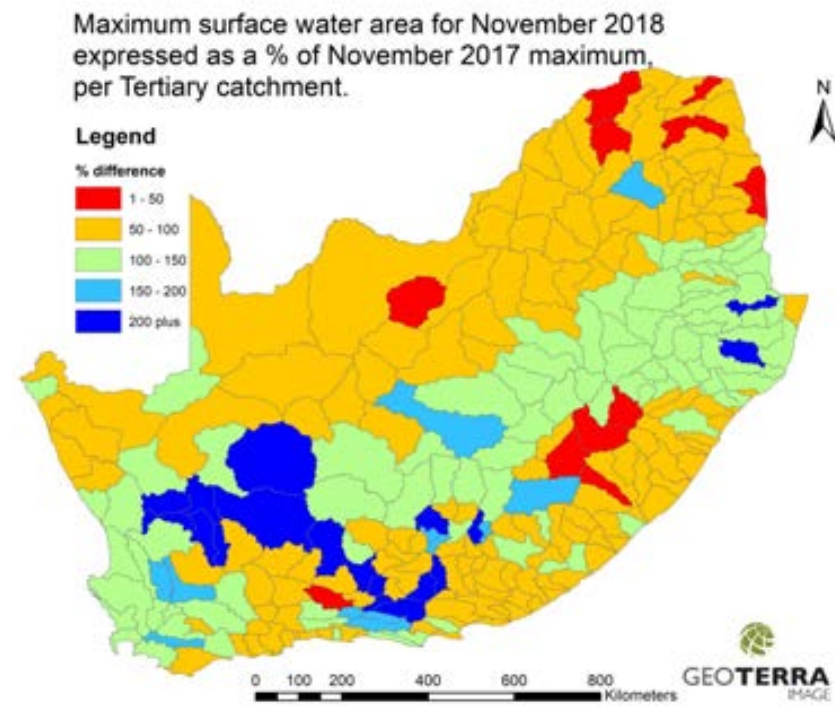 Maximum surface water area for November 2018
expressed as a % of November 2017 maximum,
per Tertiary catchment.
Legend
% difference
1 - 50
50 - 100
100 - 150
150 - 200
200 plus
N
0 100 200 400 600 800
Kilometers
GEOTERRA
IMAGE